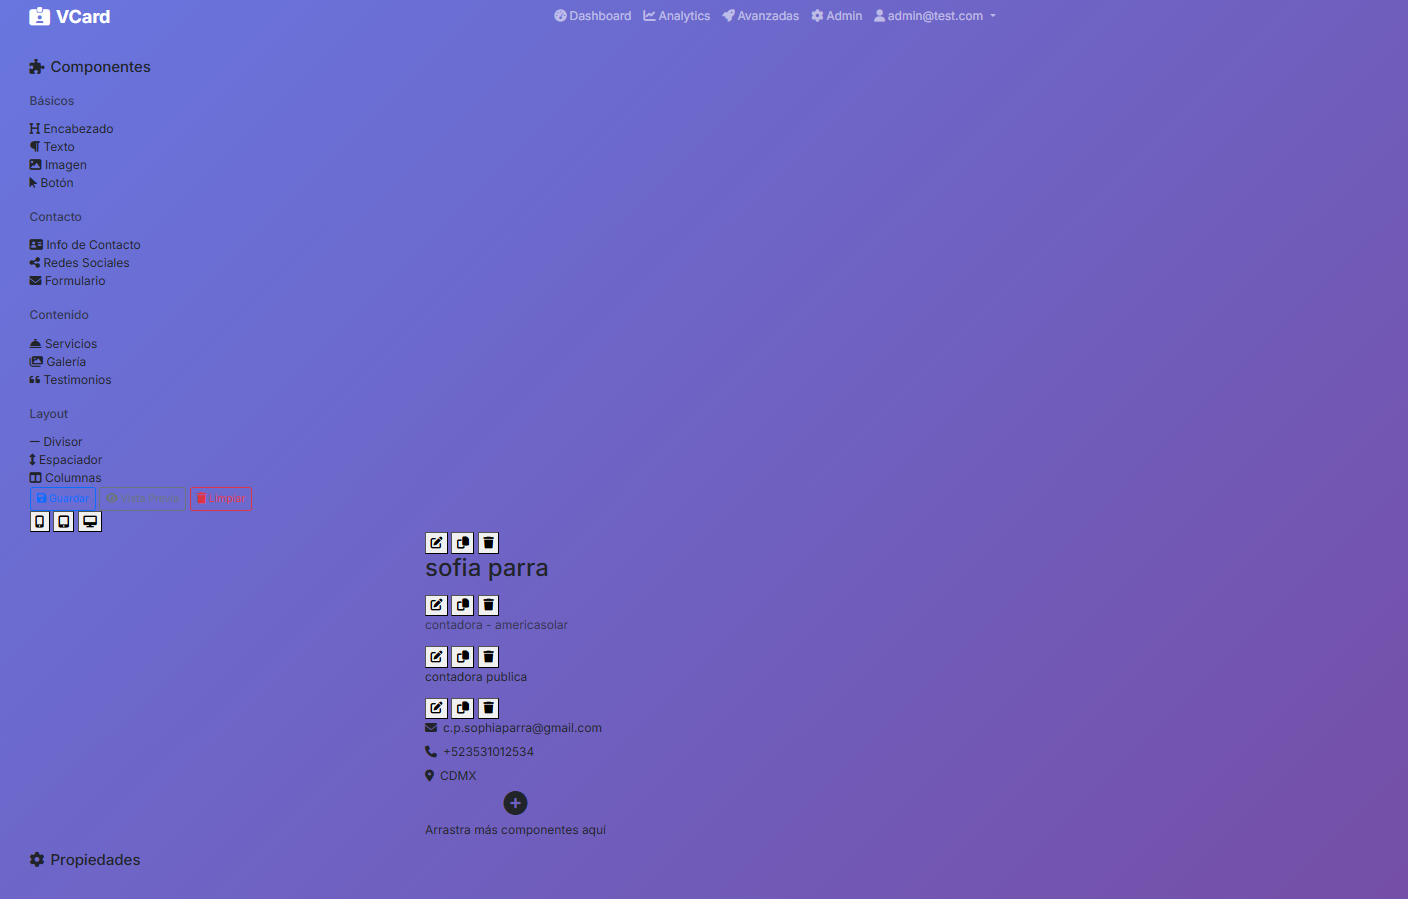 VCard
Dashboard Analytics Avanzadas Admin admin@test.com
Componentes
Básicos
Encabezado
Texto
Imagen
Botón
Contacto
Info de Contacto
Redes Sociales
Formulario
Contenido
Servicios
Galería
Testimonios
Layout
Divisor
Espaciador
Columnas
Guardar Vista Previa Limpiar
sofia parra
contadora - americasolar
contadora publica
c.p.sophiaparra@gmail.com
+523531012534
CDMX
Arrastra más componentes aquí
Propiedades